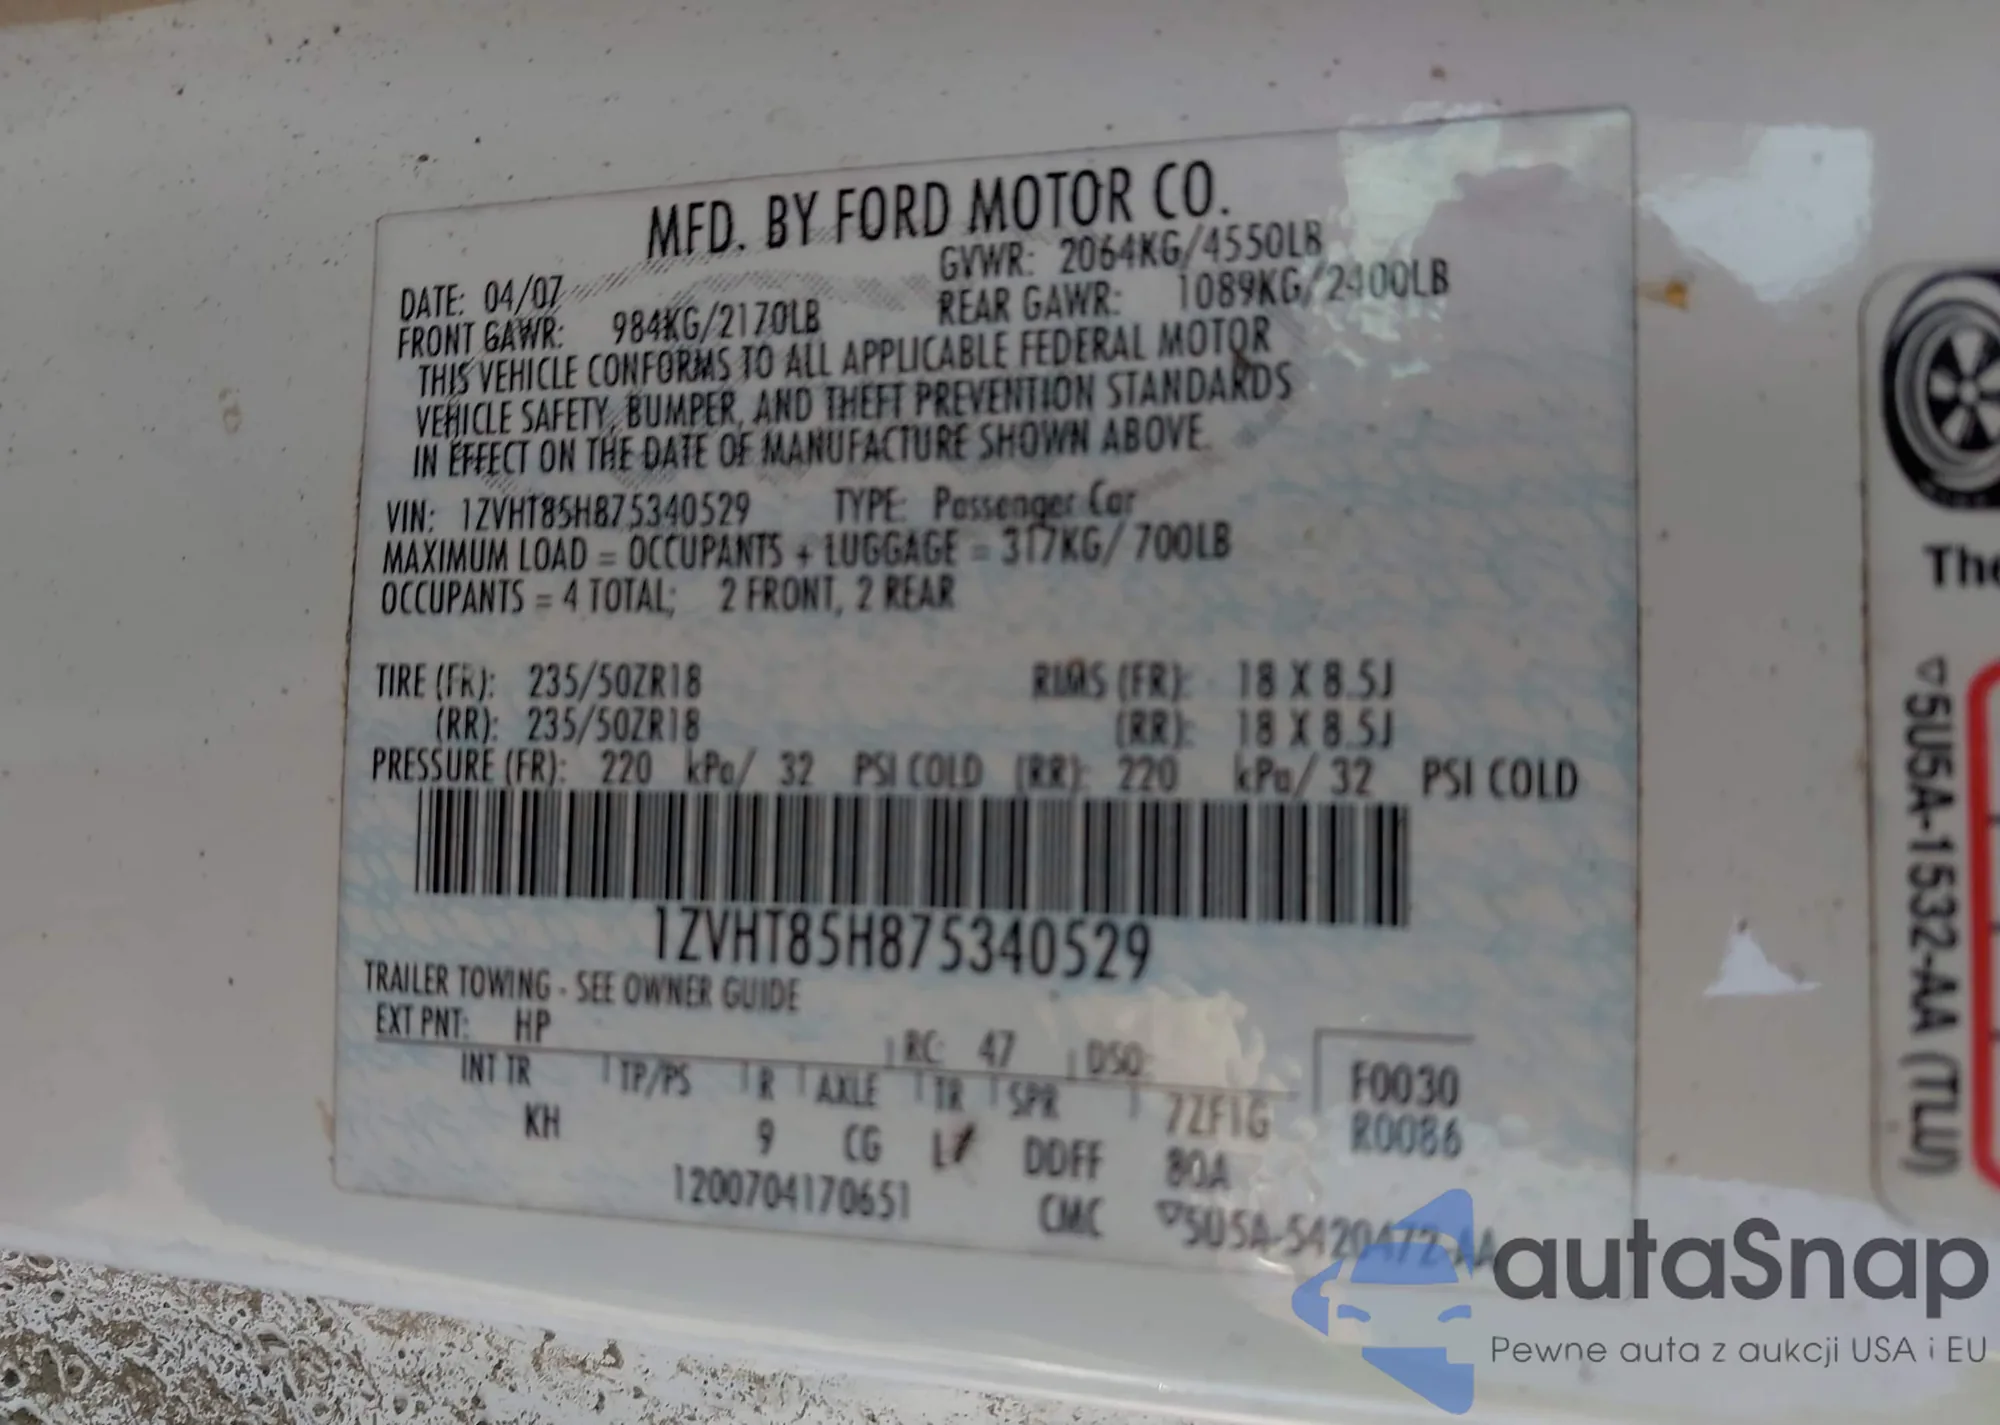 MFD. BY FORD MOTOR CO.
DATE: 04/07 GVWR: 2064KG/4550LB
FRONT GAWR: 984KG/2170LB REAR GAWR: 1089KG/2400LB
THIS VEHICLE CONFORMS TO ALL APPLICABLE FEDERAL MOTOR
VEHICLE SAFETY, BUMPER, AND THEFT PREVENTION STANDARDS
IN EFFECT ON THE DATE OF MANUFACTURE SHOWN ABOVE.
VIN: 1ZVHT85H875340529 TYPE: Passenger Car
MAXIMUM LOAD = OCCUPANTS + LUGGAGE = 317KG/ 700LB
OCCUPANTS = 4 TOTAL; 2 FRONT, 2 REAR
TIRE (FR): 235/50ZR18 RIMS (FR): 18 X 8.5J
(RR): 235/50ZR18 (RR): 18 X 8.5J
PRESSURE (FR): 220 kPa/ 32 PSI COLD (RR): 220 kPa/ 32 PSI COLD
1ZVHT85H875340529
TRAILER TOWING - SEE OWNER GUIDE
EXT PNT: HP RC: 47 DSO:
INT TR TP/PS R AXLE TR SPR 7ZF1G
KH 9 CG DDFF 80A
1200704170651 CMC ▽5U5A-5420472-AA
F0030
R0086
The
▽5U5A-1532-AA (TLU)
autaSnap
Pewne auta z aukcji USA i EU